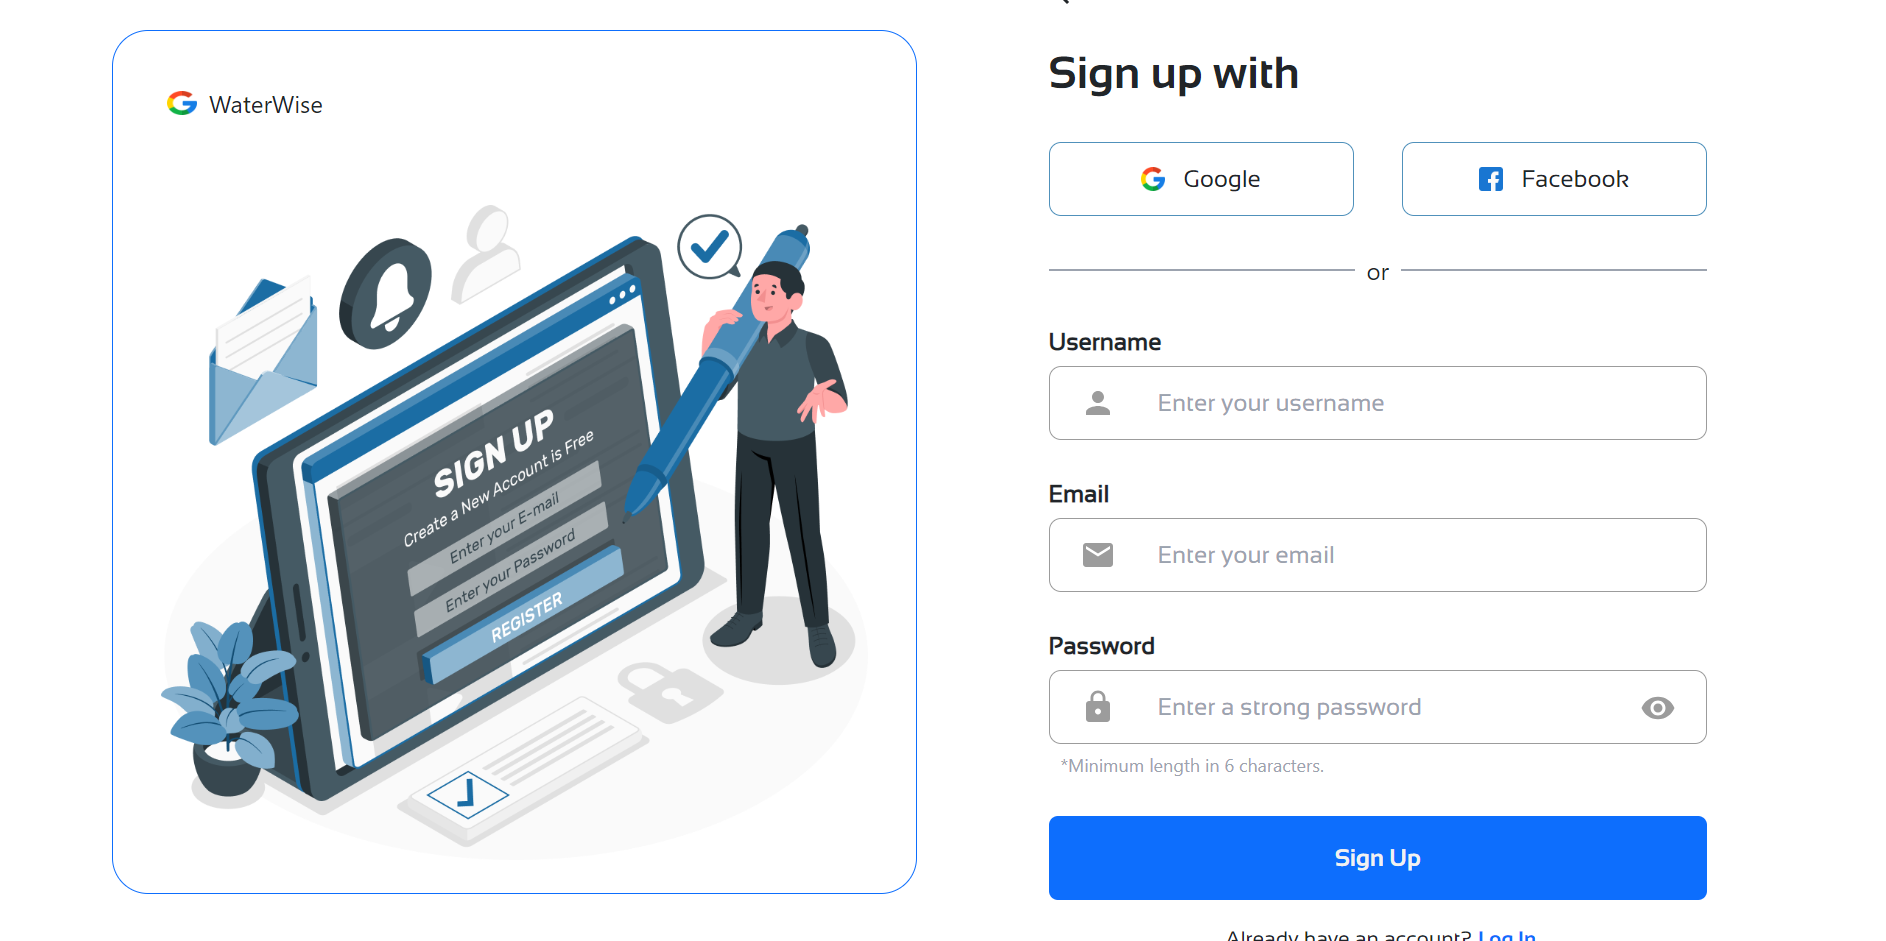 WaterWise
SIGN UP
Create a New Account is Free
Enter your E-mail
Enter your Password
REGISTER
Sign up with
Google
Facebook
or
Username
Enter your username
Email
Enter your email
Password
Enter a strong password
*Minimum length in 6 characters.
Sign Up
Already have an account? Log In